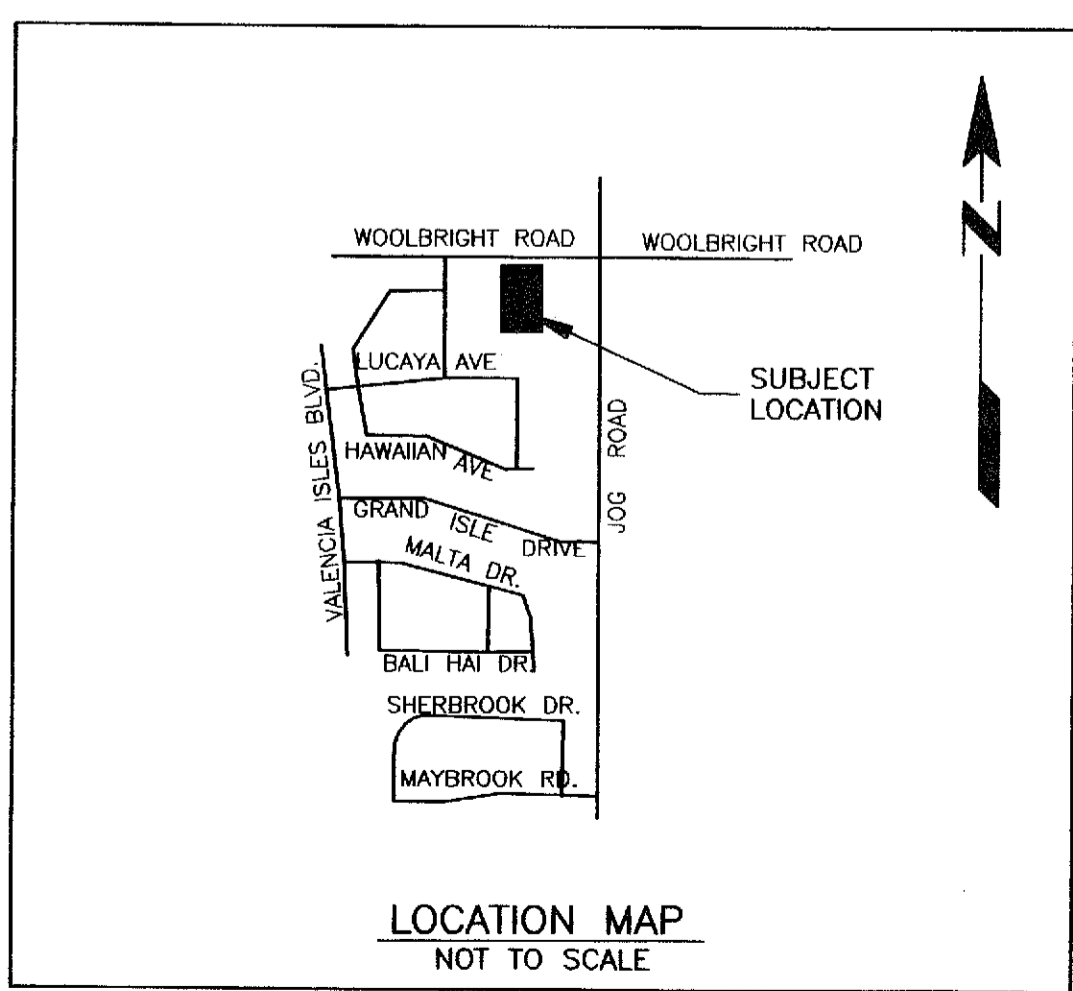 N
WOOLBRIGHT ROAD
WOOLBRIGHT ROAD
LUCAYA AVE
SUBJECT
LOCATION
VALENCIA ISLES BLVD.
JOG ROAD
HAWAIIAN AVE
GRAND ISLE DRIVE
MALTA DR.
BALI HAI DR.
SHERBROOK DR.
MAYBROOK RD.
LOCATION MAP
NOT TO SCALE